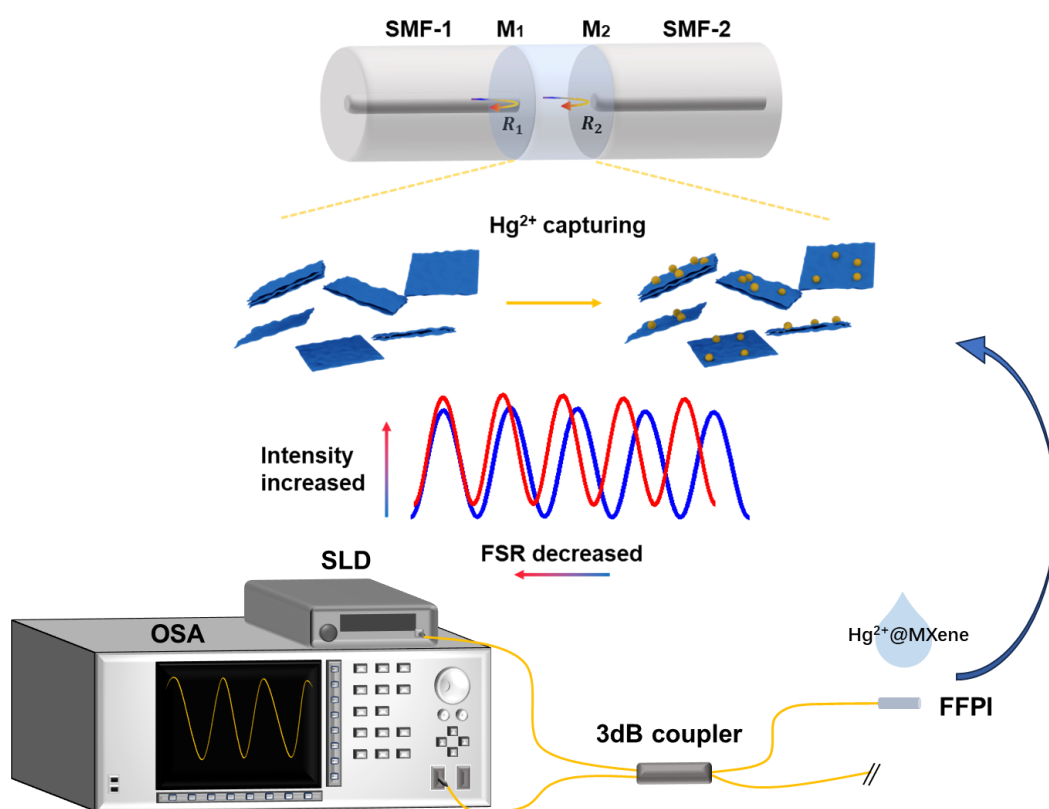 SMF-1 M₁ M₂ SMF-2
R₁ R₂
Hg²⁺ capturing
Intensity
increased
FSR decreased
SLD
OSA
Hg²⁺@MXene
FFPI
3dB coupler